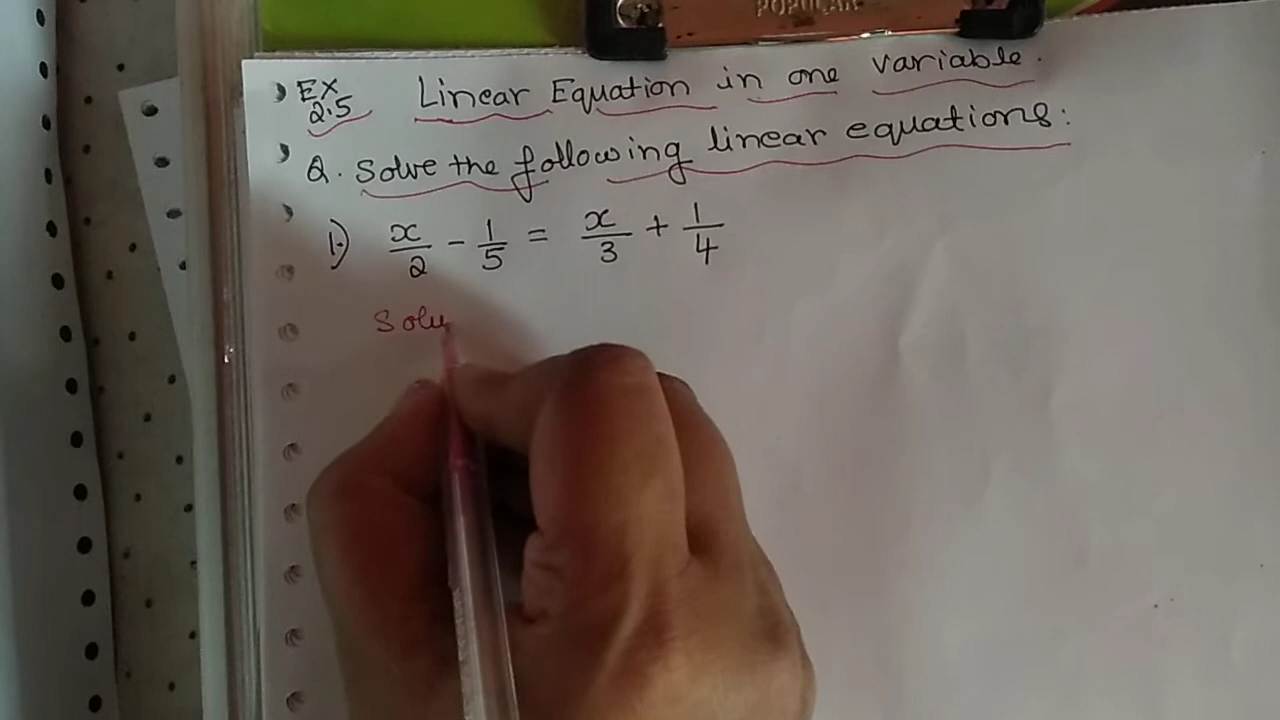 POPULAR
EX 2.5 Linear Equation in one variable.
Q. Solve the following linear equations:
1.) x/2 - 1/5 = x/3 + 1/4
Solu